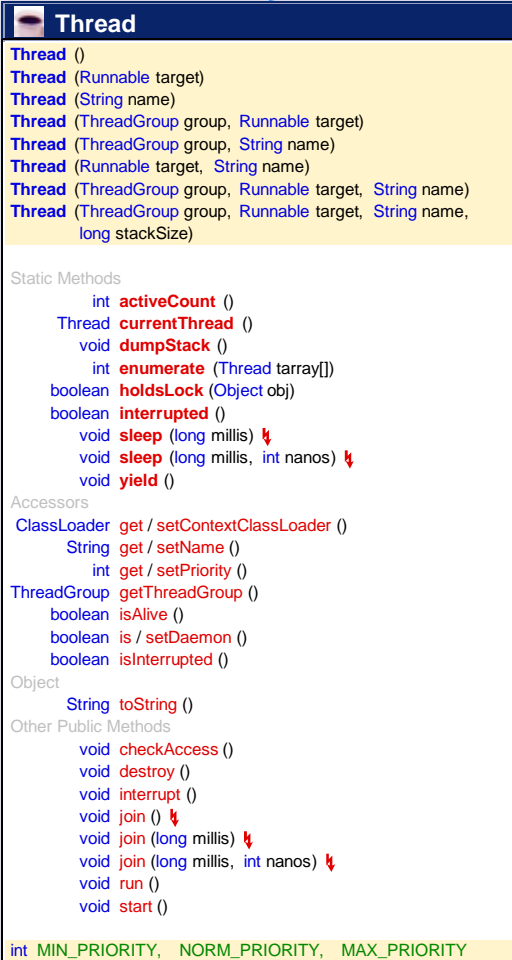 Thread
Thread ()
Thread (Runnable target)
Thread (String name)
Thread (ThreadGroup group, Runnable target)
Thread (ThreadGroup group, String name)
Thread (Runnable target, String name)
Thread (ThreadGroup group, Runnable target, String name)
Thread (ThreadGroup group, Runnable target, String name,
long stackSize)
Static Methods
int activeCount ()
Thread currentThread ()
void dumpStack ()
int enumerate (Thread tarray[])
boolean holdsLock (Object obj)
boolean interrupted ()
void sleep (long millis)
void sleep (long millis, int nanos)
void yield ()
Accessors
ClassLoader get / setContextClassLoader ()
String get / setName ()
int get / setPriority ()
ThreadGroup getThreadGroup ()
boolean isAlive ()
boolean is / setDaemon ()
boolean isInterrupted ()
Object
String toString ()
Other Public Methods
void checkAccess ()
void destroy ()
void interrupt ()
void join ()
void join (long millis)
void join (long millis, int nanos)
void run ()
void start ()
int MIN_PRIORITY, NORM_PRIORITY, MAX_PRIORITY